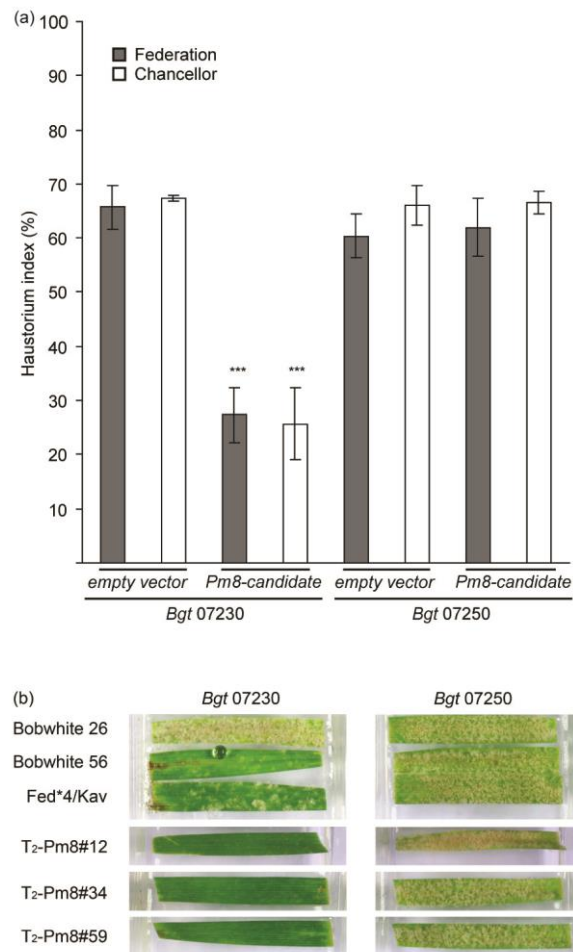 (a)
100
90
80
70
60
56
40
30
20
10
Haustorium index (%)
Federation
Chancellor
***
***
empty vector
Pm8-candidate
empty vector
Pm8-candidate
Bgt 07230
Bgt 07250
(b)
Bgt 07230
Bgt 07250
Bobwhite 26
Bobwhite 56
Fed*4/Kav
T2-Pm8#12
T2-Pm8#34
T2-Pm8#59